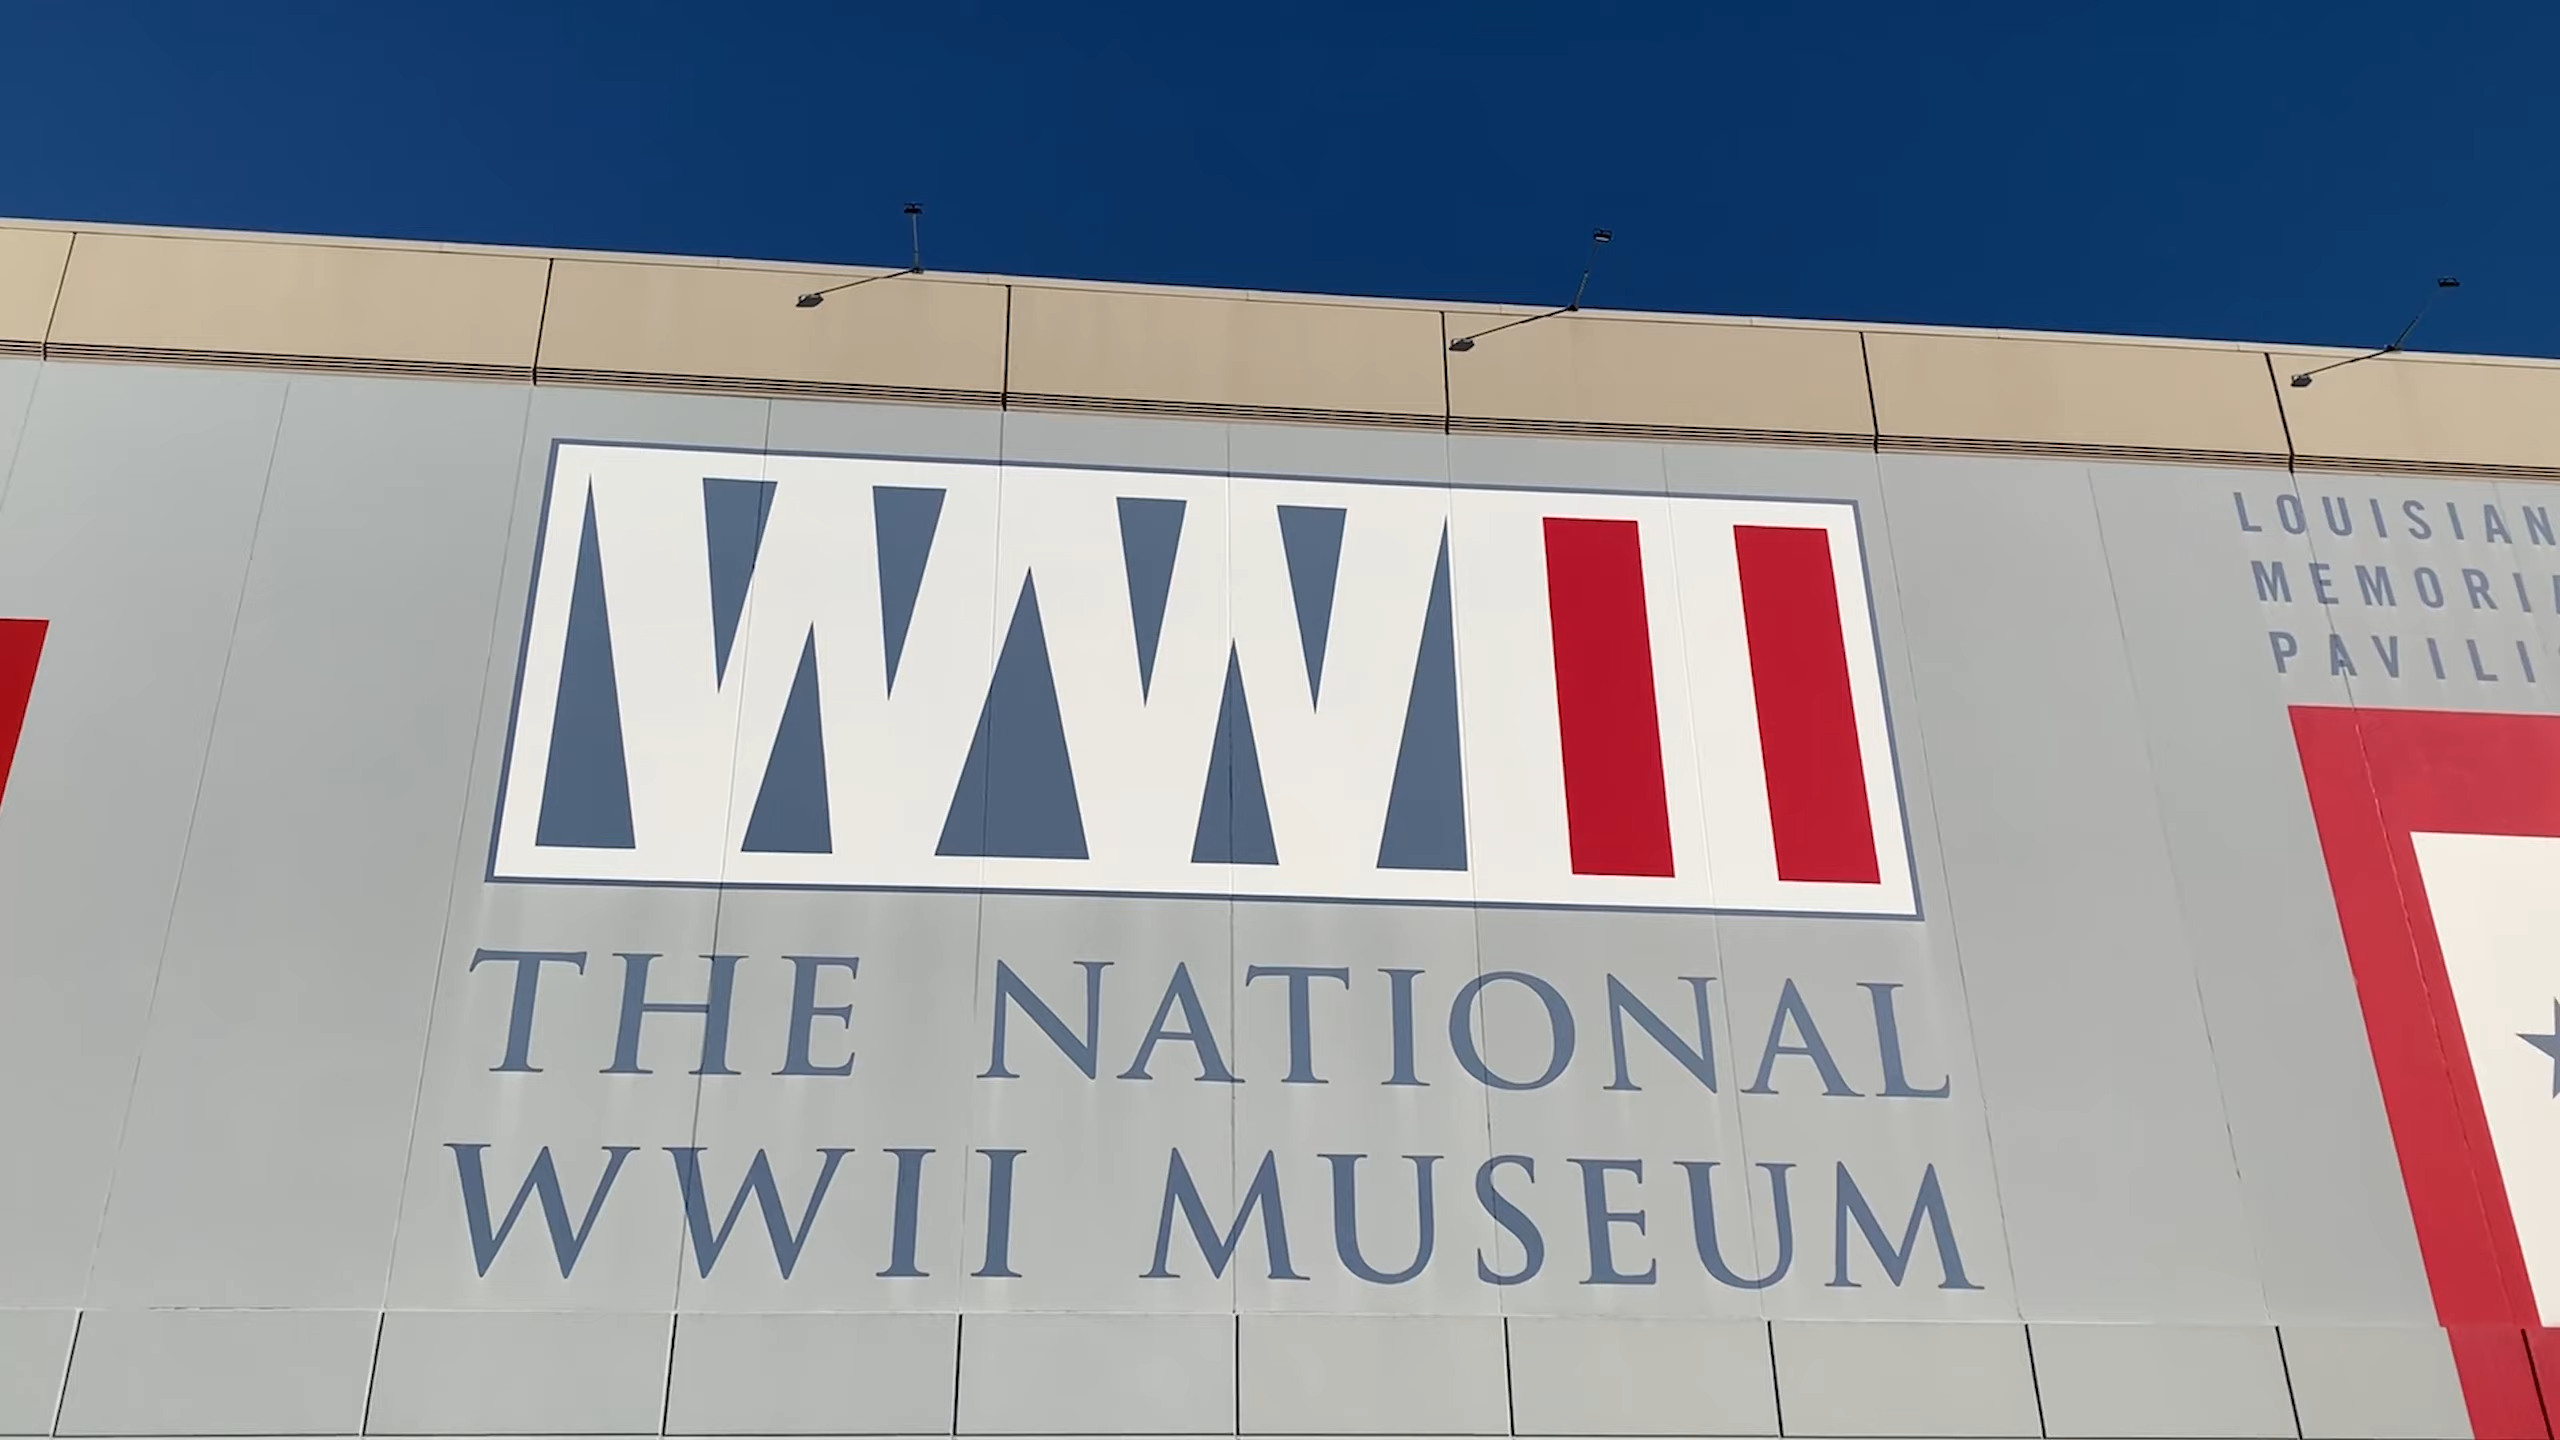 WWII
THE NATIONAL
WWII MUSEUM
LOUISIAN
MEMORI
PAVILI